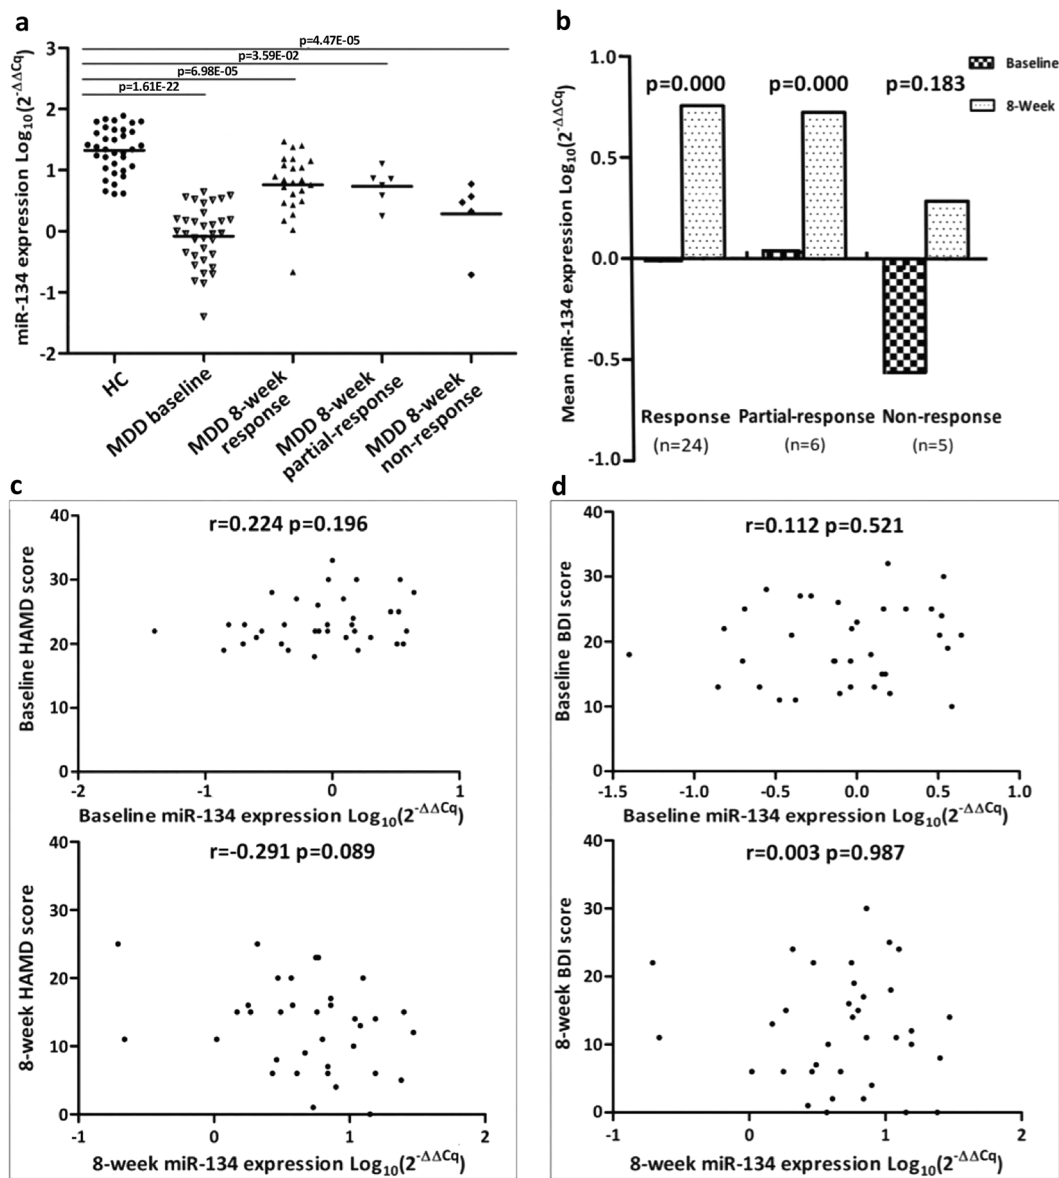 a
p=4.47E-05
p=3.59E-02
p=6.98E-05
p=1.61E-22
miR-134 expression Log10(2-ΔΔCq)
3
2
1
0
-1
-2
HC
MDD baseline
MDD 8-week
response
MDD 8-week
partial-response
MDD 8-week
non-response
b
Mean miR-134 expression Log10(2-ΔΔCq)
1.0
0.5
0.0
-0.5
-1.0
p=0.000 p=0.000 p=0.183
Baseline
8-Week
Response Partial-response Non-response
(n=24) (n=6) (n=5)
c
r=0.224 p=0.196
Baseline HAMD score
40
30
20
10
0
-2 -1 0 1
Baseline miR-134 expression Log10(2-ΔΔCq)
r=-0.291 p=0.089
8-week HAMD score
40
30
20
10
0
-1 0 1 2
8-week miR-134 expression Log10(2-ΔΔCq)
d
r=0.112 p=0.521
Baseline BDI score
40
30
20
10
0
-1.5 -1.0 -0.5 0.0 0.5 1.0
Baseline miR-134 expression Log10(2-ΔΔCq)
r=0.003 p=0.987
8-week BDI score
40
30
20
10
0
-1 0 1 2
8-week miR-134 expression Log10(2-ΔΔCq)